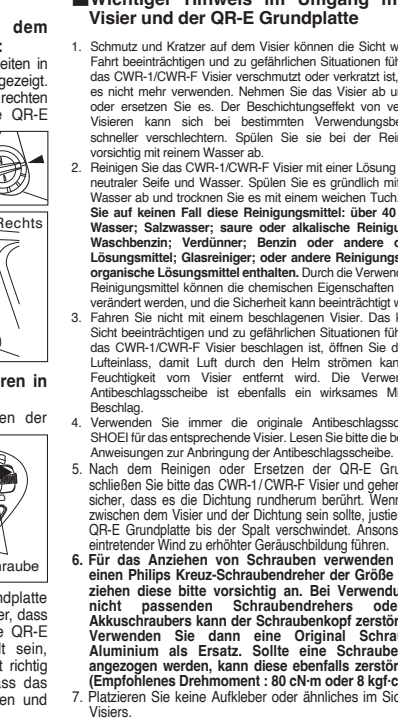 dem
:
eiten in
gezeigt.
rechten
e QR-E
Rechts
eren in
en der
hraube
ndplatte
er, dass
e QR-E
lt sein,
t richtig
ass das
en und
Wichtiger Hinweis im Umgang m
Visier und der QR-E Grundplatte
1. Schmutz und Kratzer auf dem Visier können die Sicht w
Fahrt beeinträchtigen und zu gefährlichen Situationen füh
das CWR-1/CWR-F Visier verschmutzt oder verkratzt ist,
es nicht mehr verwenden. Nehmen Sie das Visier ab u
oder ersetzen Sie es. Der Beschichtungseffekt von ve
Visieren kann sich bei bestimmten Verwendungsbe
schneller verschlechtern. Spülen Sie sie bei der Rei
vorsichtig mit reinem Wasser ab.
2. Reinigen Sie das CWR-1/CWR-F Visier mit einer Lösung
neutraler Seife und Wasser. Spülen Sie es gründlich mit
Wasser ab und trocknen Sie es mit einem weichen Tuch.
Sie auf keinen Fall diese Reinigungsmittel: über 40
Wasser; Salzwasser; saure oder alkalische Reinigu
Waschbenzin; Verdünner; Benzin oder andere o
Lösungsmittel; Glasreiniger; oder andere Reinigungs
organische Lösungsmittel enthalten. Durch die Verwend
Reinigungsmittel können die chemischen Eigenschaften
verändert werden, und die Sicherheit kann beeinträchtigt w
3. Fahren Sie nicht mit einem beschlagenen Visier. Das k
Sicht beeinträchtigen und zu gefährlichen Situationen füh
das CWR-1/CWR-F Visier beschlagen ist, öffnen Sie d
Lufteinlass, damit Luft durch den Helm strömen kan
Feuchtigkeit vom Visier entfernt wird. Die Verwe
Antibeschlagsscheibe ist ebenfalls ein wirksames Mi
Beschlag.
4. Verwenden Sie immer die originale Antibeschlagssc
SHOEI für das entsprechende Visier. Lesen Sie bitte die be
Anweisungen zur Anbringung der Antibeschlagsscheibe.
5. Nach dem Reinigen oder Ersetzen der QR-E Gru
schließen Sie bitte das CWR-1/CWR-F Visier und gehen
sicher, dass es die Dichtung rundherum berührt. Wenn
zwischen dem Visier und der Dichtung sein sollte, justie
QR-E Grundplatte bis der Spalt verschwindet. Ansons
eintretender Wind zu erhöhter Geräuschbildung führen.
6. Für das Anziehen von Schrauben verwenden
einen Philips Kreuz-Schraubendreher der Größe
ziehen diese bitte vorsichtig an. Bei Verwendu
nicht passenden Schraubendrehers ode
Akkuschraubers kann der Schraubenkopf zerstör
Verwenden Sie dann eine Original Schra
Aluminium als Ersatz. Sollte eine Schraube
angezogen werden, kann diese ebenfalls zerstör
(Empfohlenes Drehmoment : 80 cN·m oder 8 kgf·c
7. Platzieren Sie keine Aufkleber oder ähnliches im Sic
Visiers.